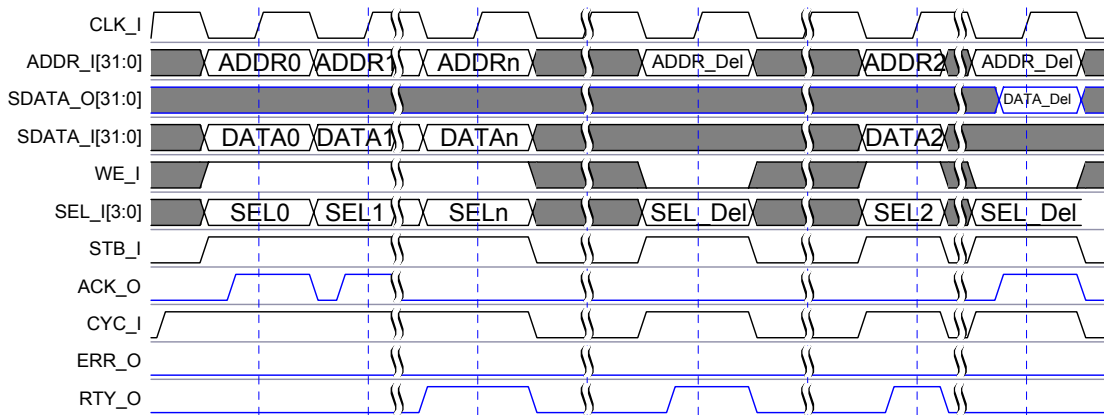 CLK_I
ADDR_I[31:0] ADDR0 ADDR1 ADDRn ADDR_Del ADDR2 ADDR_Del
SDATA_O[31:0] DATA_Del
SDATA_I[31:0] DATA0 DATA1 DATAn DATA2
WE_I
SEL_I[3:0] SEL0 SEL1 SELn SEL_Del SEL2 SEL_Del
STB_I
ACK_O
CYC_I
ERR_O
RTY_O